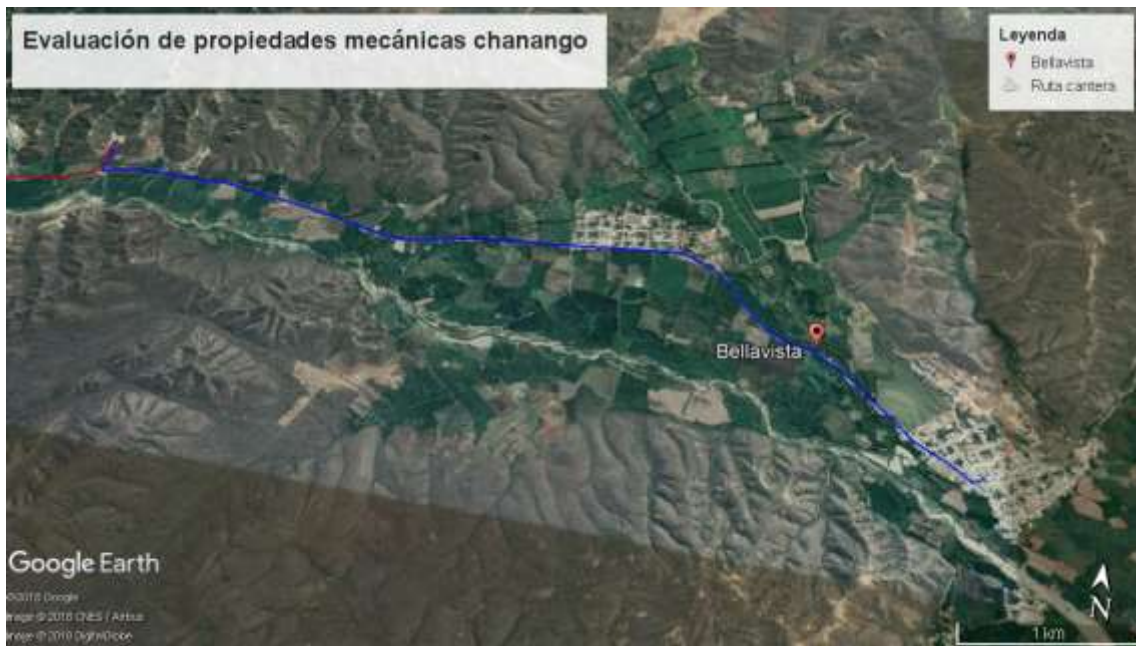 Evaluación de propiedades mecánicas chanango
Leyenda
Bellavista
Ruta cantera
Bellavista
Google Earth
©2018 Google
Image © 2018 CNES / Airbus
Image © 2018 DigitalGlobe
N
1 km